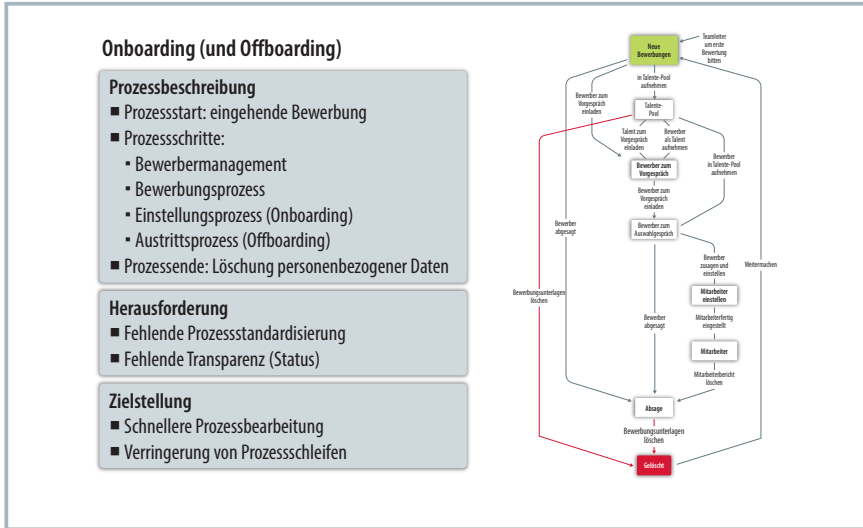 Onboarding (und Offboarding)
Prozessbeschreibung
■ Prozessstart: eingehende Bewerbung
■ Prozessschritte:
▪ Bewerbermanagement
▪ Bewerbungsprozess
▪ Einstellungsprozess (Onboarding)
▪ Austrittsprozess (Offboarding)
■ Prozessende: Löschung personenbezogener Daten
Herausforderung
■ Fehlende Prozessstandardisierung
■ Fehlende Transparenz (Status)
Zielstellung
■ Schnellere Prozessbearbeitung
■ Verringerung von Prozessschleifen
Teamleiter
um erste
Bewertung
bitten
Neue
Bewerbungen
in Talente-Pool
aufnehmen
Bewerber zum
Vorgespräch
einladen
Talente-
Pool
Talent zum
Vorgespräch
einladen
Bewerber
als Talent
aufnehmen
Bewerber
in Talente-Pool
aufnehmen
Bewerber zum
Vorgespräch
Bewerber zum
Vorgespräch
einladen
Bewerber
abgesagt
Bewerber zum
Auswahlgespräch
Bewerber
zusagen und
einstellen
Weitermachen
Bewerbungsunterlagen
löschen
Mitarbeiter
einstellen
Bewerber
abgesagt
Mitarbeiterfertig
eingestellt
Mitarbeiter
Mitarbeiterbericht
löschen
Absage
Bewerbungsunterlagen
löschen
Gelöscht